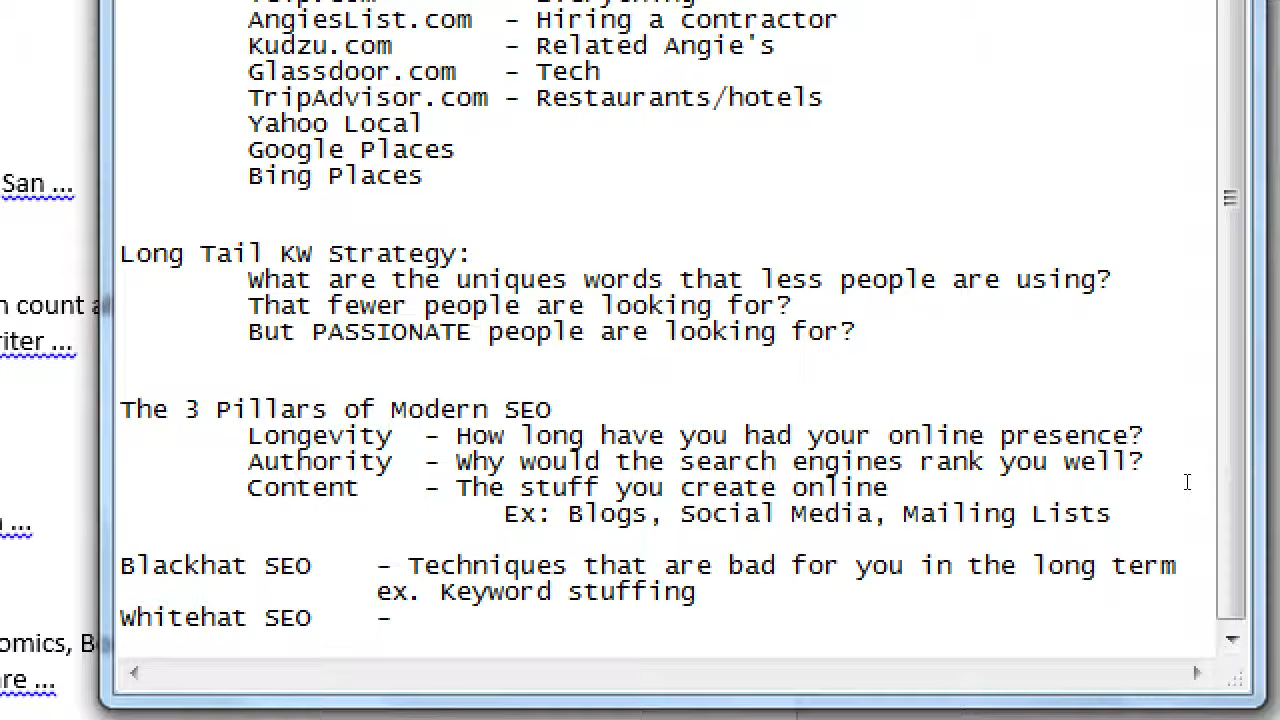 AngiesList.com - Hiring a contractor
Kudzu.com - Related Angie's
Glassdoor.com - Tech
TripAdvisor.com - Restaurants/hotels
Yahoo Local
Google Places
Bing Places
San ...
Long Tail KW Strategy:
What are the uniques words that less people are using?
count
That fewer people are looking for?
...
But PASSIONATE people are looking for?
The 3 Pillars of Modern SEO
Longevity - How long have you had your online presence?
Authority - Why would the search engines rank you well?
Content - The stuff you create online
Ex: Blogs, Social Media, Mailing Lists
...
Blackhat SEO - Techniques that are bad for you in the long term
ex. Keyword stuffing
Whitehat SEO -
...